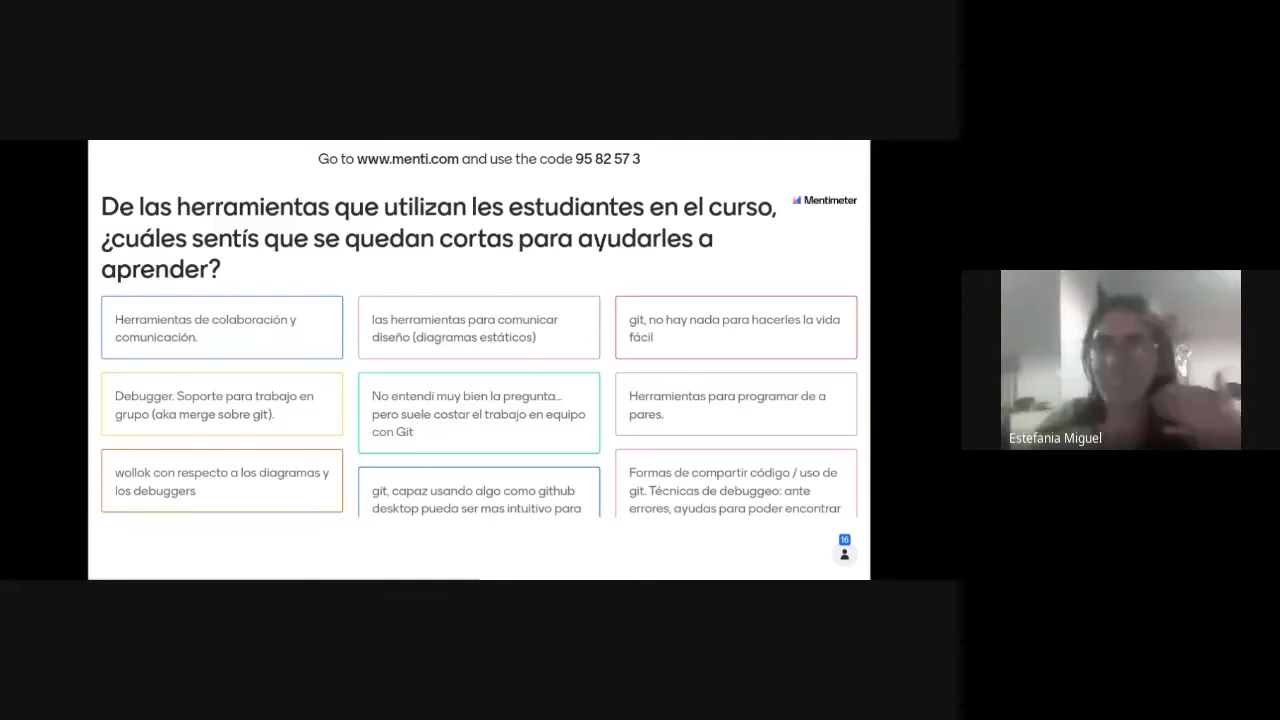 Go to www.menti.com and use the code 95 82 57 3
De las herramientas que utilizan les estudiantes en el curso,
¿cuáles sentís que se quedan cortas para ayudarles a
aprender?
Mentimeter
Herramientas de colaboración y
comunicación.
las herramientas para comunicar
diseño (diagramas estáticos)
git, no hay nada para hacerles la vida
fácil
Debugger. Soporte para trabajo en
grupo (aka merge sobre git).
No entendí muy bien la pregunta...
pero suele costar el trabajo en equipo
con Git
Herramientas para programar de a
pares.
wollok con respecto a los diagramas y
los debuggers
git, capaz usando algo como github
desktop pueda ser mas intuitivo para
Formas de compartir código / uso de
git. Técnicas de debuggeo: ante
errores, ayudas para poder encontrar
16
Estefania Miguel